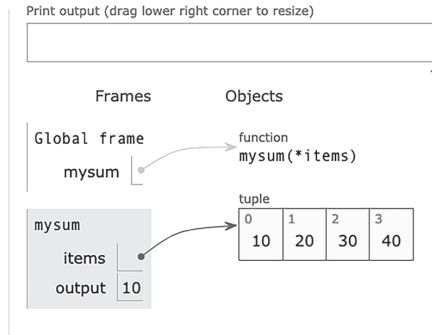 Print output (drag lower right corner to resize)
Frames Objects
Global frame
mysum
function
mysum(*items)
tuple
0 1 2 3
10 20 30 40
mysum
items
output 10